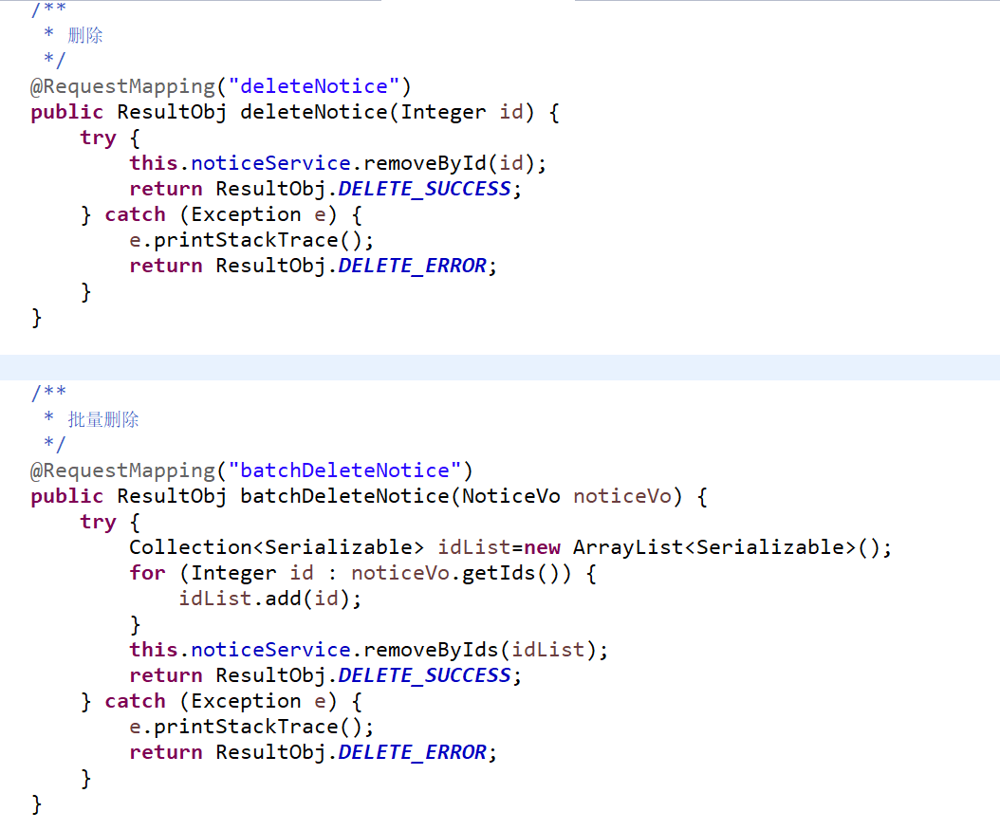 /**
 * 删除
 */
@RequestMapping("deleteNotice")
public ResultObj deleteNotice(Integer id) {
    try {
        this.noticeService.removeById(id);
        return ResultObj.DELETE_SUCCESS;
    } catch (Exception e) {
        e.printStackTrace();
        return ResultObj.DELETE_ERROR;
    }
}
/**
 * 批量删除
 */
@RequestMapping("batchDeleteNotice")
public ResultObj batchDeleteNotice(NoticeVo noticeVo) {
    try {
        Collection<Serializable> idList=new ArrayList<Serializable>();
        for (Integer id : noticeVo.getIds()) {
            idList.add(id);
        }
        this.noticeService.removeByIds(idList);
        return ResultObj.DELETE_SUCCESS;
    } catch (Exception e) {
        e.printStackTrace();
        return ResultObj.DELETE_ERROR;
    }
}